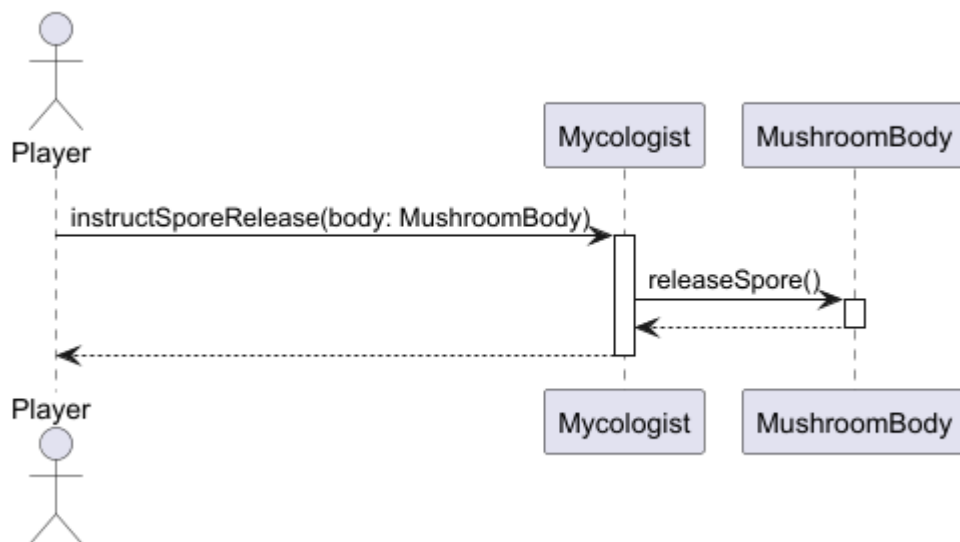 Player
Mycologist
MushroomBody
instructSporeRelease(body: MushroomBody)
releaseSpore()
Player
Mycologist
MushroomBody